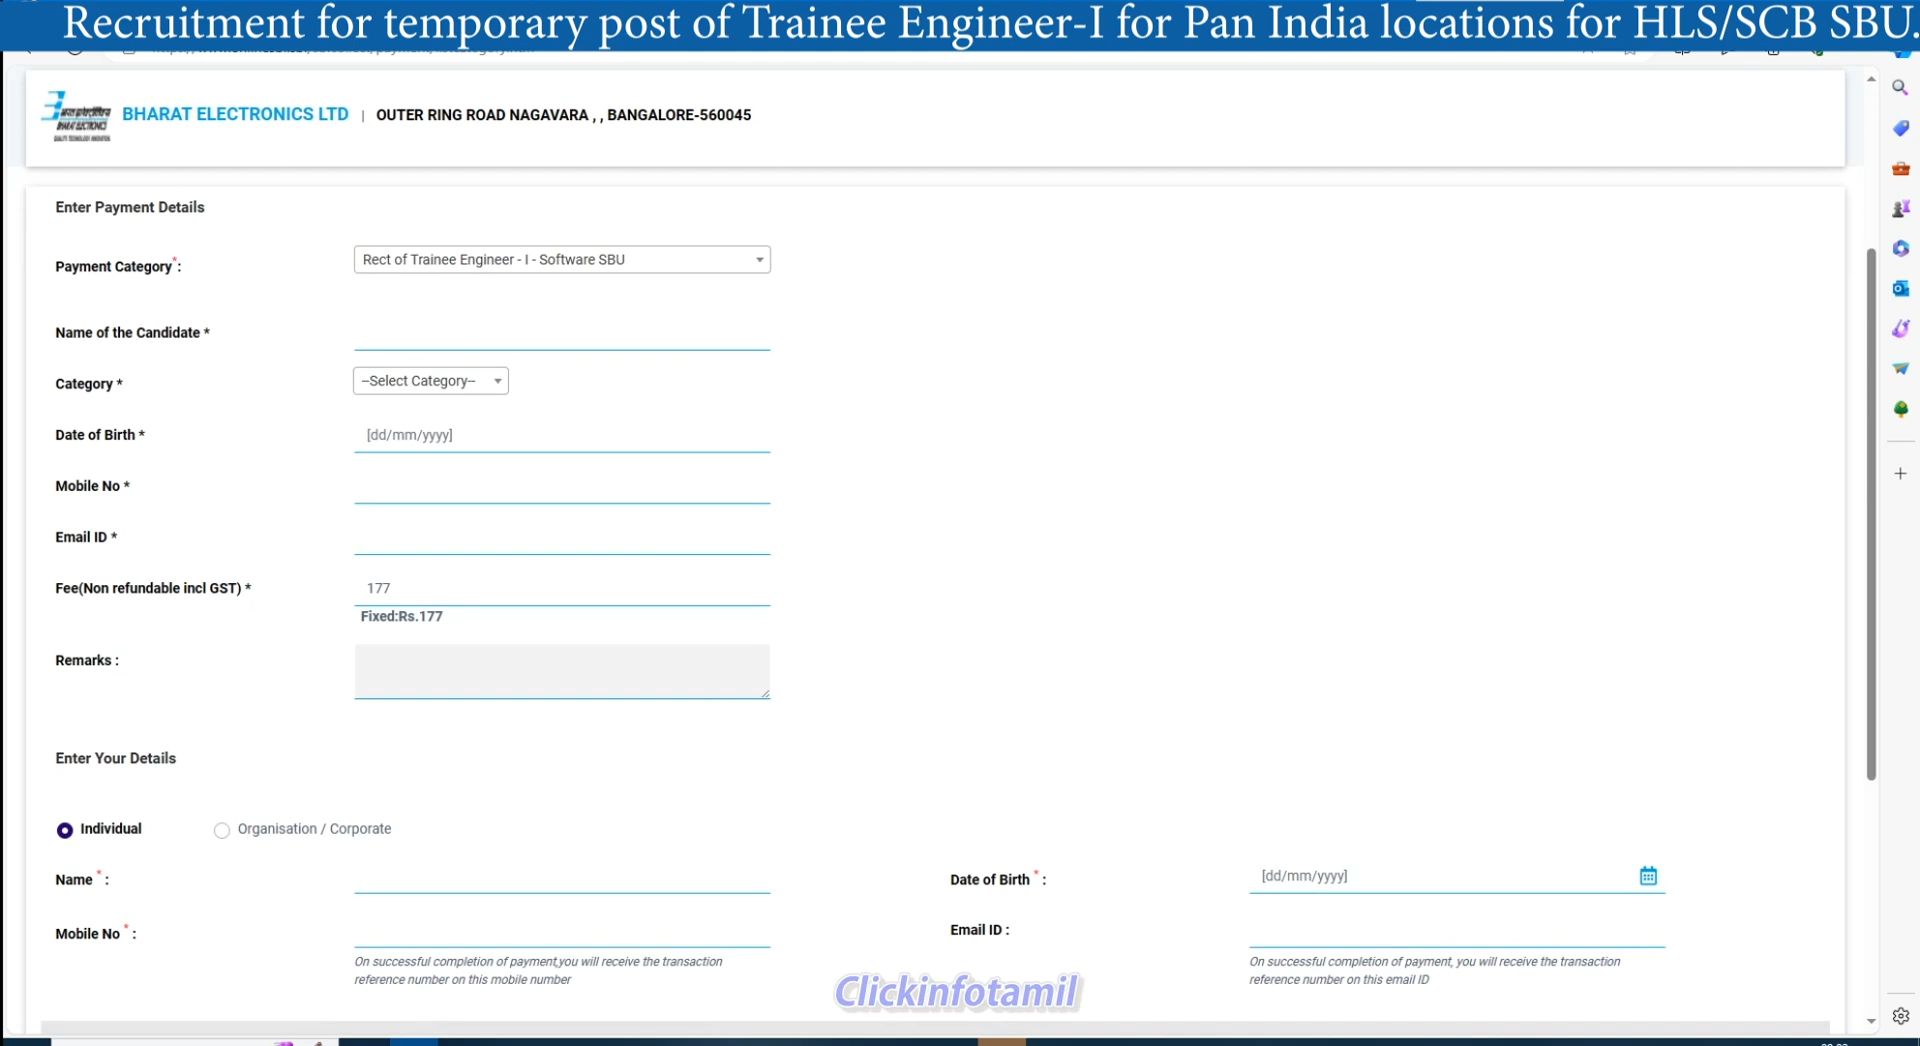 Recruitment for temporary post of Trainee Engineer-I for Pan India locations for HLS/SCB SBU.
BHARAT ELECTRONICS
QUALITY. TECHNOLOGY. INNOVATION
BHARAT ELECTRONICS LTD | OUTER RING ROAD NAGAVARA , , BANGALORE-560045
Enter Payment Details
Payment Category*: Rect of Trainee Engineer - I - Software SBU
Name of the Candidate *
Category * --Select Category--
Date of Birth * [dd/mm/yyyy]
Mobile No *
Email ID *
Fee(Non refundable incl GST) * 177
Fixed:Rs.177
Remarks :
Enter Your Details
Individual Organisation / Corporate
Name * : Date of Birth * : [dd/mm/yyyy]
Mobile No * : Email ID :
On successful completion of payment,you will receive the transaction
reference number on this mobile number
On successful completion of payment, you will receive the transaction
reference number on this email ID
Clickinfotamil